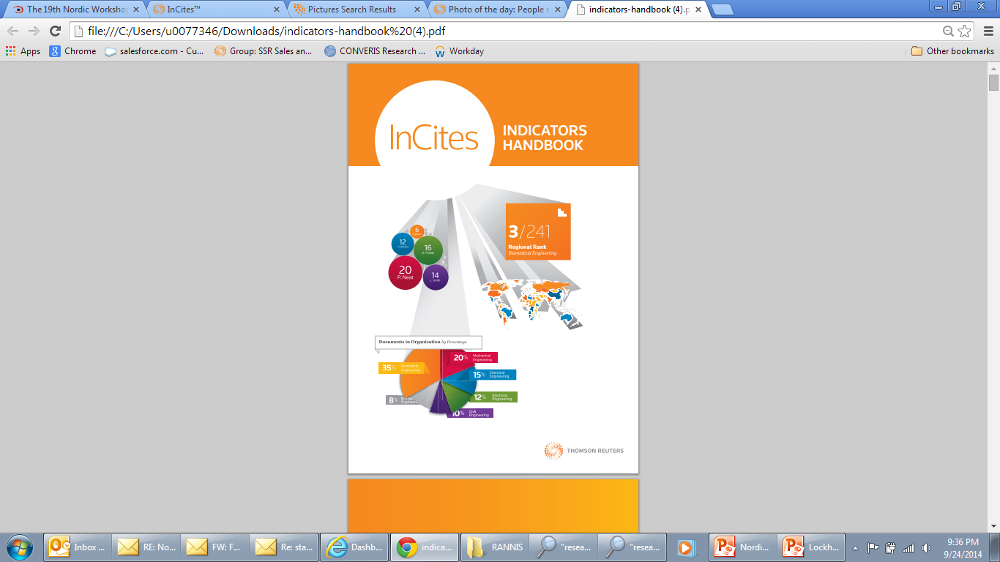 The 19th Nordic Worksho
InCites™
Pictures Search Results
Photo of the day: People r
indicators-handbook (4).p
file:///C:/Users/u0077346/Downloads/indicators-handbook%20(4).pdf
Apps
Chrome
salesforce.com - Cu...
Group: SSR Sales an...
CONVERIS Research ...
Workday
Other bookmarks
InCites
INDICATORS
HANDBOOK
3/241
Regional Rank
Biomedical Engineering
6
12
16
20
P. Neat
14
J. Smith
Documents in Organization by Percentage
20% Mechanical
Engineering
35% Biomedical
Engineering
15% Chemical
Engineering
12% Electrical
Engineering
8%
Engineeri
10% Civil
Engineering
THOMSON REUTERS
Inbox ...
RE: No...
FW: F...
Re: sta...
Dashb...
indica...
RANNIS
"resea...
"resea...
Nordi...
Lockh...
9:36 PM
9/24/2014